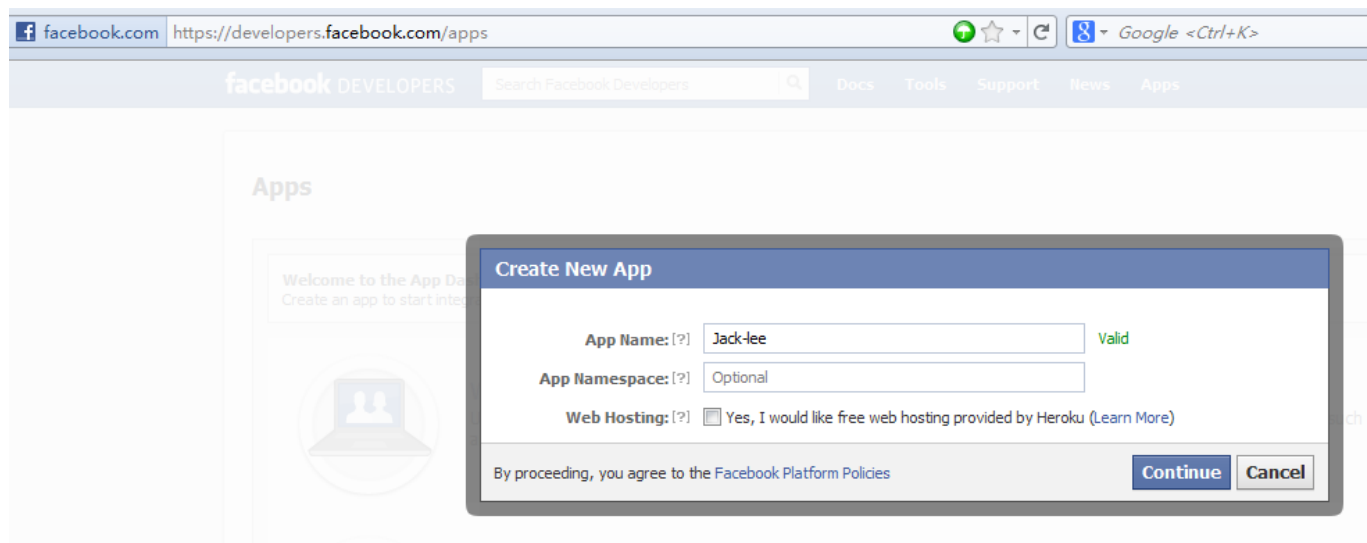 facebook.com https://developers.facebook.com/apps Google <Ctrl+K>
facebook DEVELOPERS Search Facebook Developers Docs Tools Support News Apps
Apps
Welcome to the App Das
Create an app to start integ
Create New App
App Name: [?] Jack-lee Valid
App Namespace: [?] Optional
Web Hosting: [?] Yes, I would like free web hosting provided by Heroku (Learn More)
By proceeding, you agree to the Facebook Platform Policies Continue Cancel